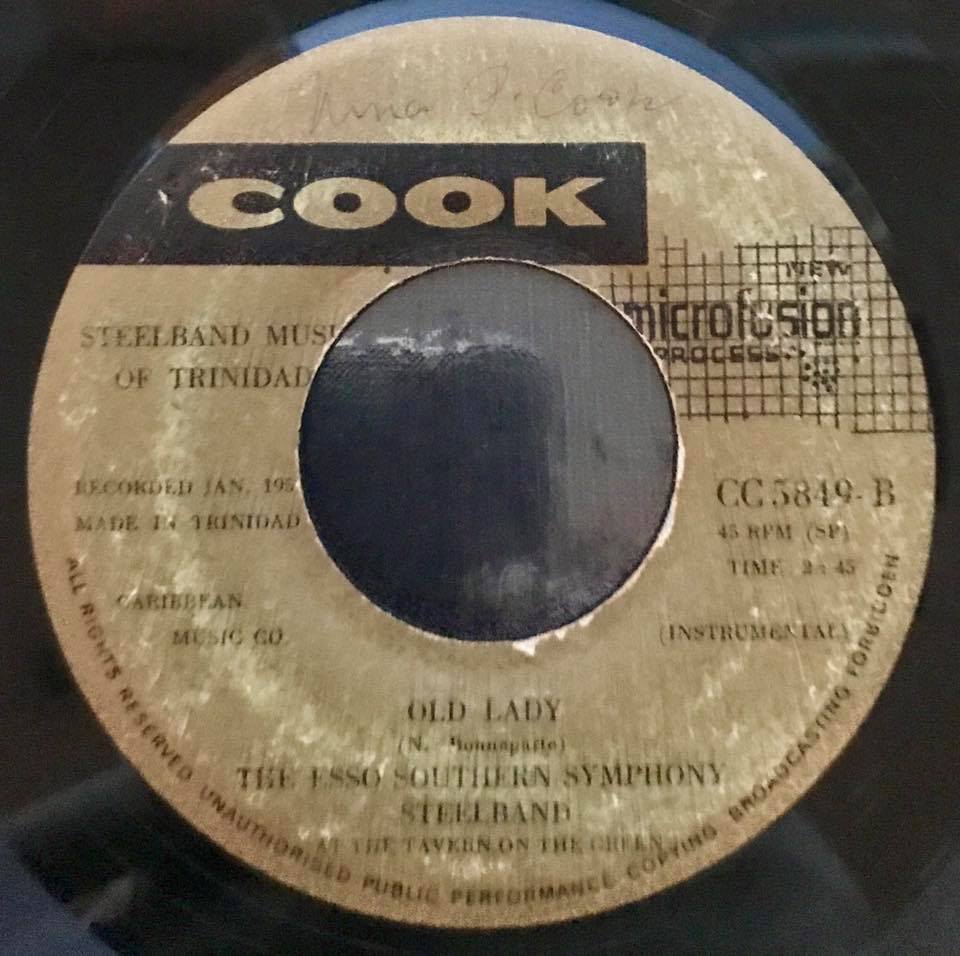 COOK
NEW
microfusion
PROCESS
STEELBAND MUSI
OF TRINIDAD
RECORDED JAN. 195
MADE IN TRINIDAD
CC 5849-B
45 RPM (SP)
TIME 2:45
CARIBBEAN
MUSIC CO.
(INSTRUMENTAL)
OLD LADY
(N. Bonnaparte)
THE ESSO SOUTHERN SYMPHONY
STEELBAND
AT THE TAVERN ON THE GREEN
ALL RIGHTS RESERVED UNAUTHORISED PUBLIC PERFORMANCE COPYING BROADCASTING FORBIDDEN